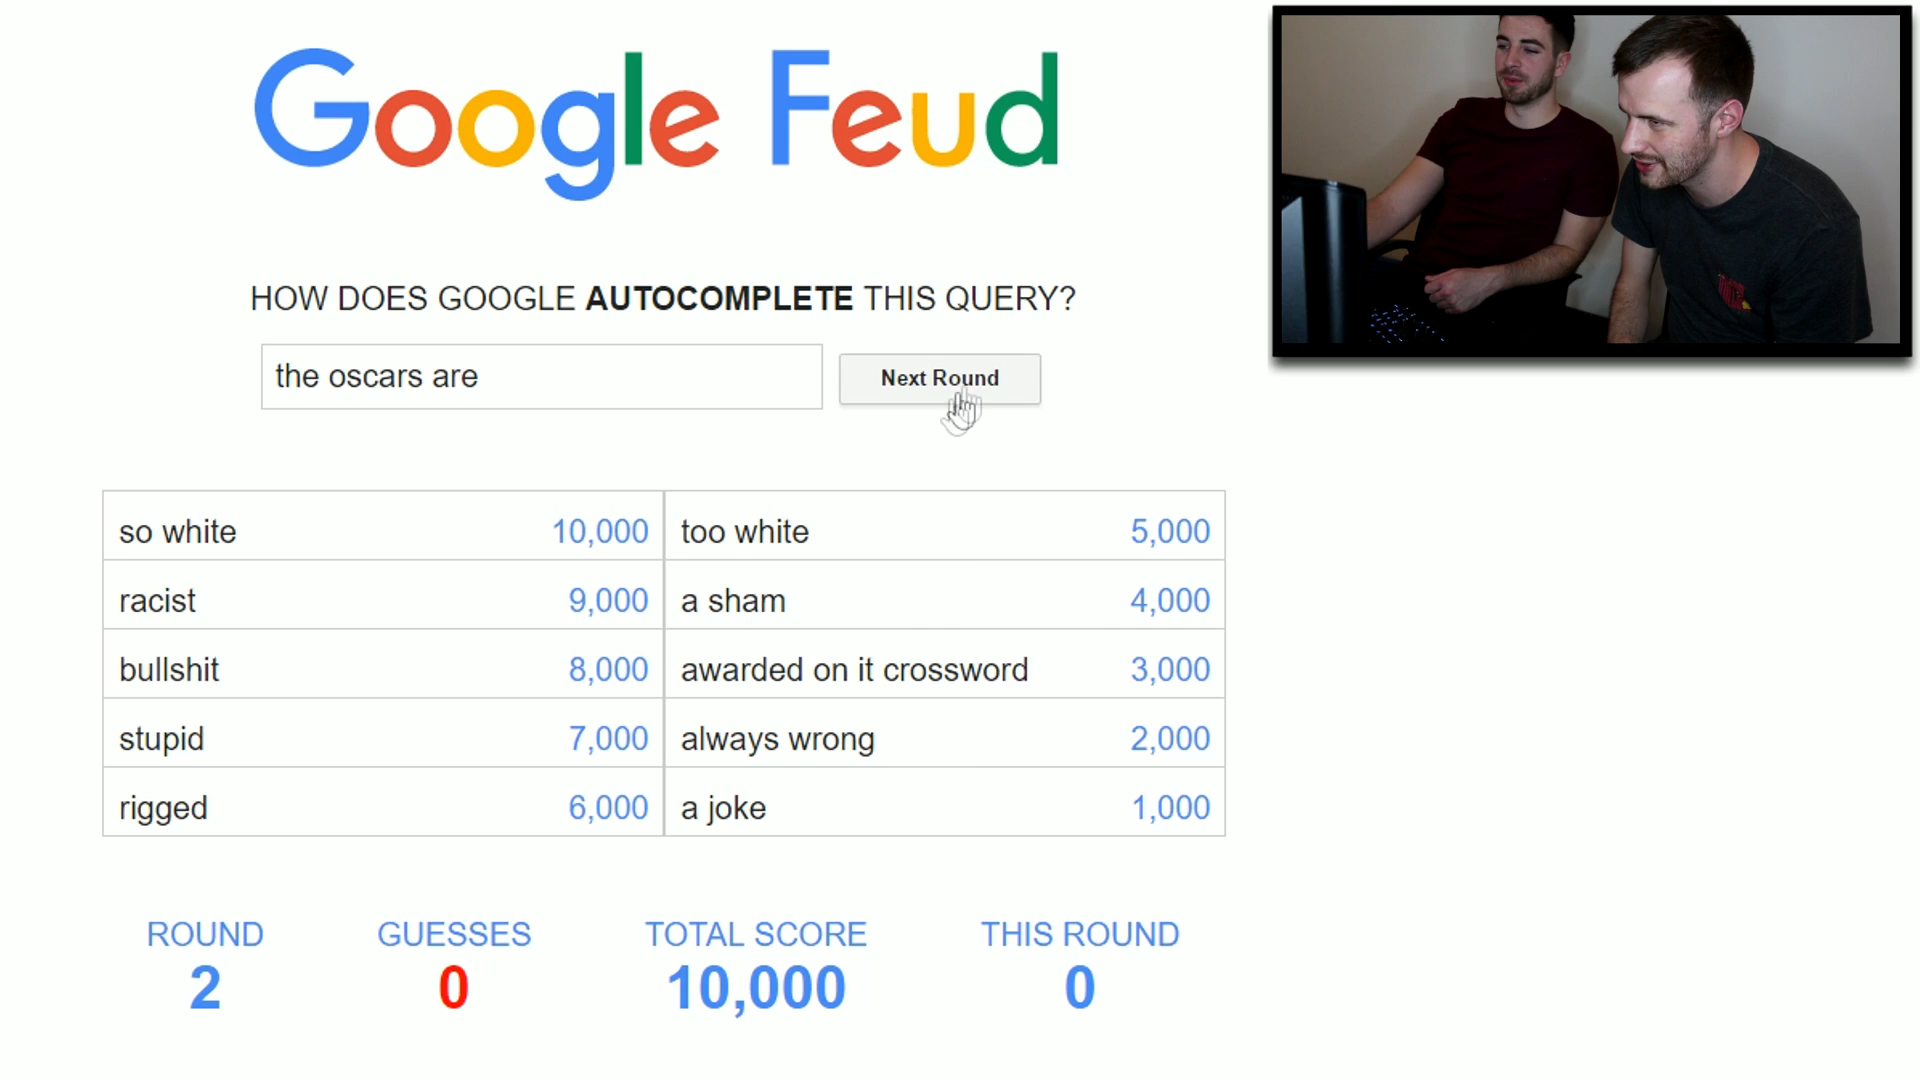 Google Feud
HOW DOES GOOGLE AUTOCOMPLETE THIS QUERY?
the oscars are
Next Round
so white 10,000 too white 5,000
racist 9,000 a sham 4,000
bullshit 8,000 awarded on it crossword 3,000
stupid 7,000 always wrong 2,000
rigged 6,000 a joke 1,000
ROUND GUESSES TOTAL SCORE THIS ROUND
2 0 10,000 0